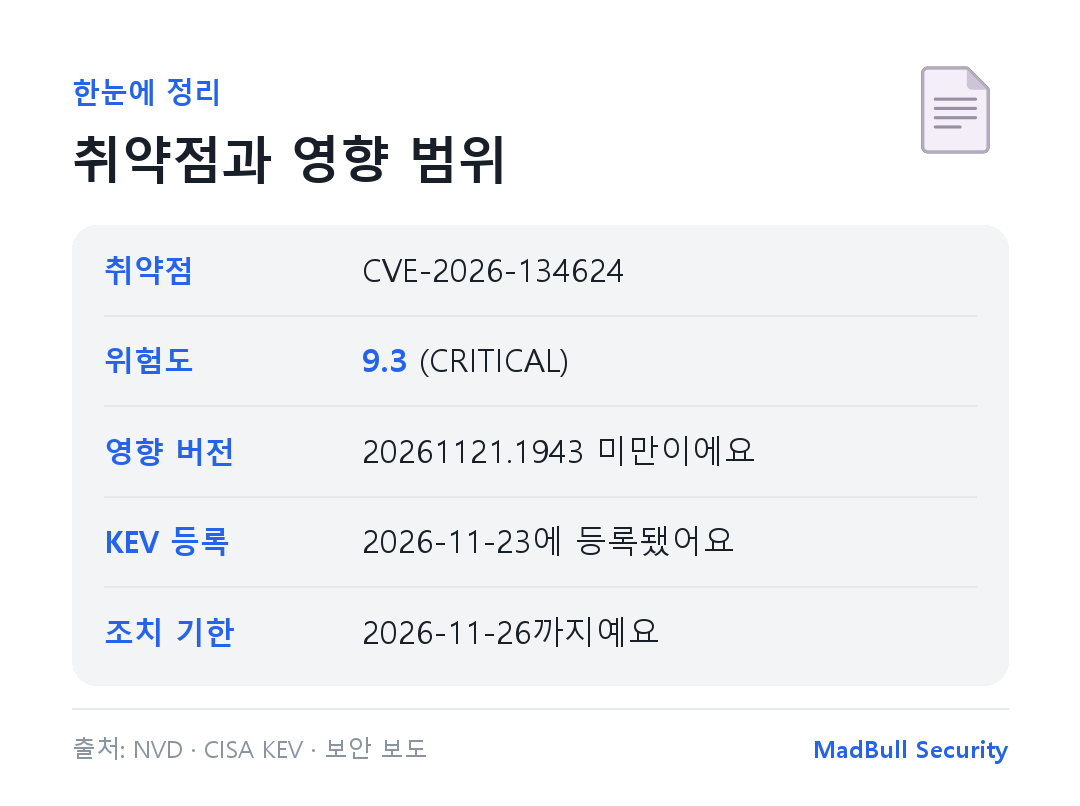 한눈에 정리
취약점과 영향 범위
취약점 CVE-2026-134624
위험도 9.3 (CRITICAL)
영향 버전 20261121.1943 미만이에요
KEV 등록 2026-11-23에 등록됐어요
조치 기한 2026-11-26까지예요
출처: NVD · CISA KEV · 보안 보도 MadBull Security